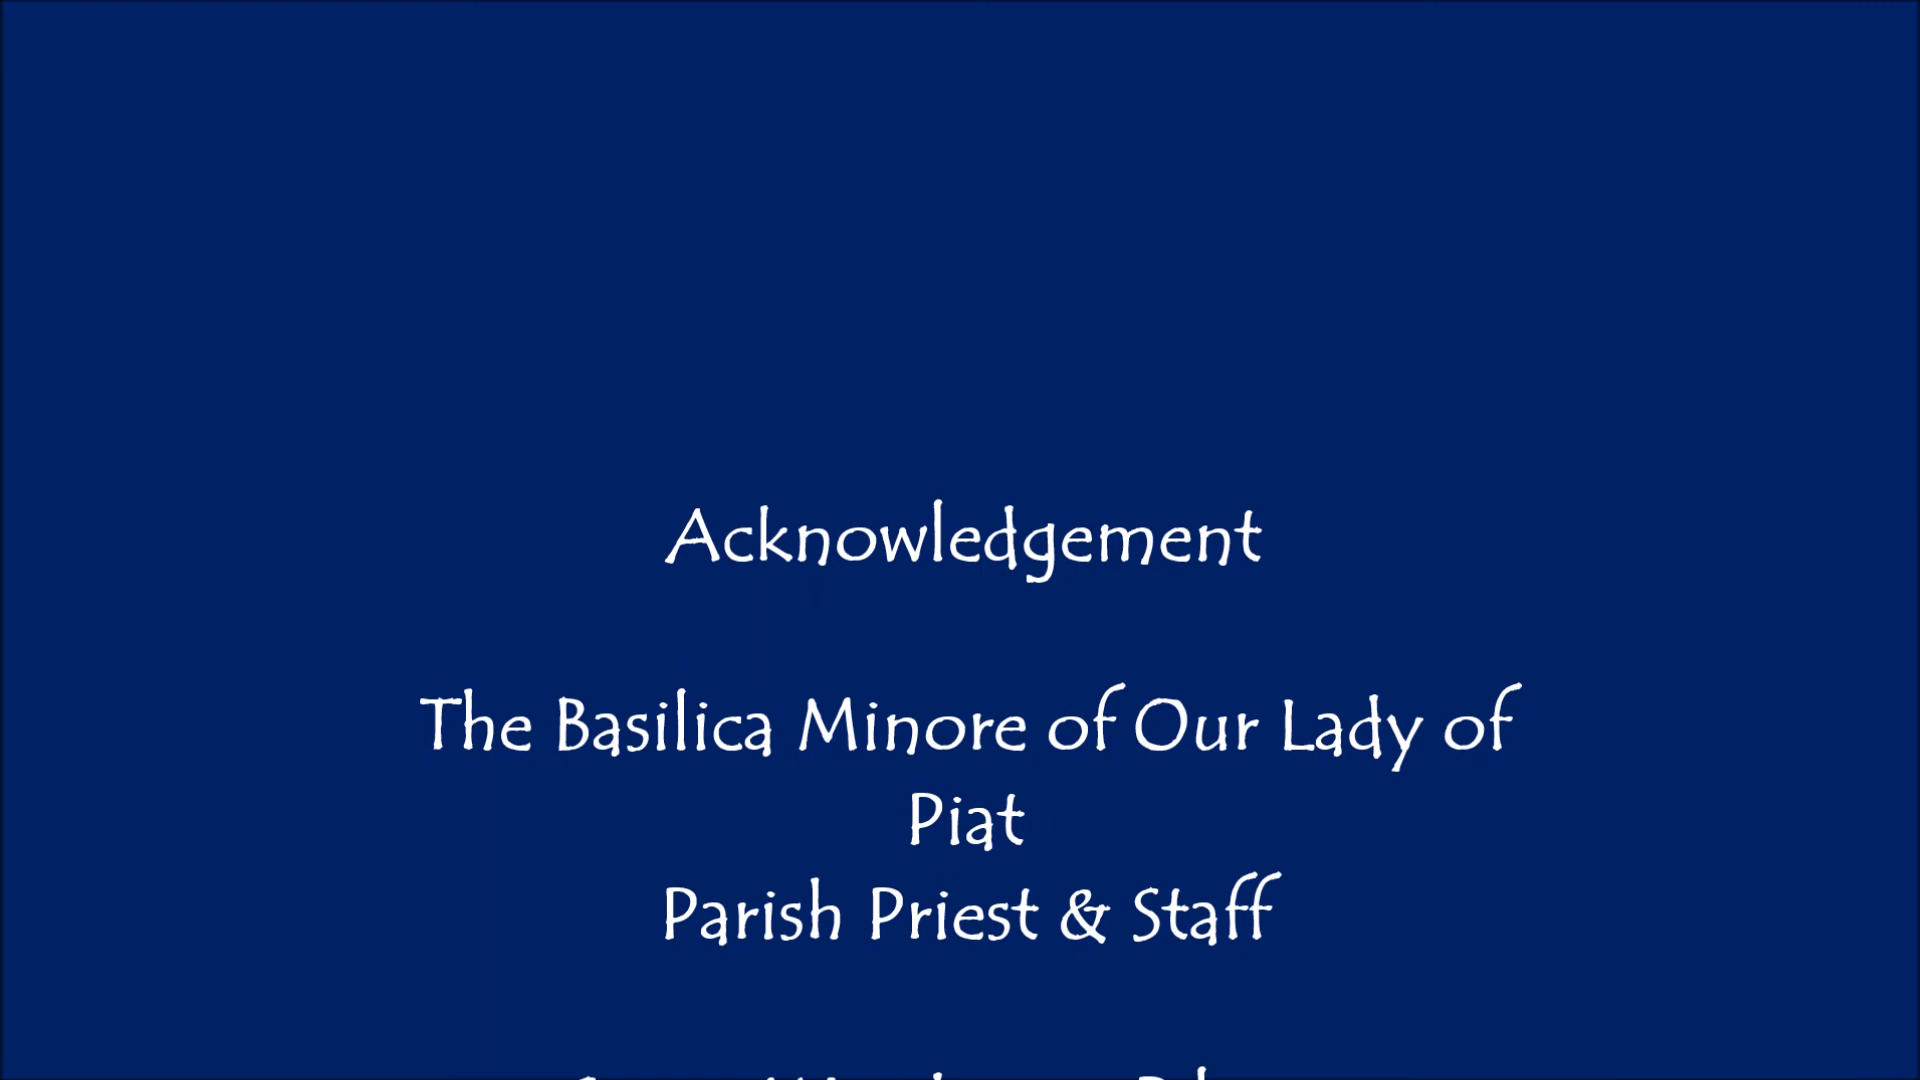 Acknowledgement
The Basilica Minore of Our Lady of
Piat
Parish Priest & Staff